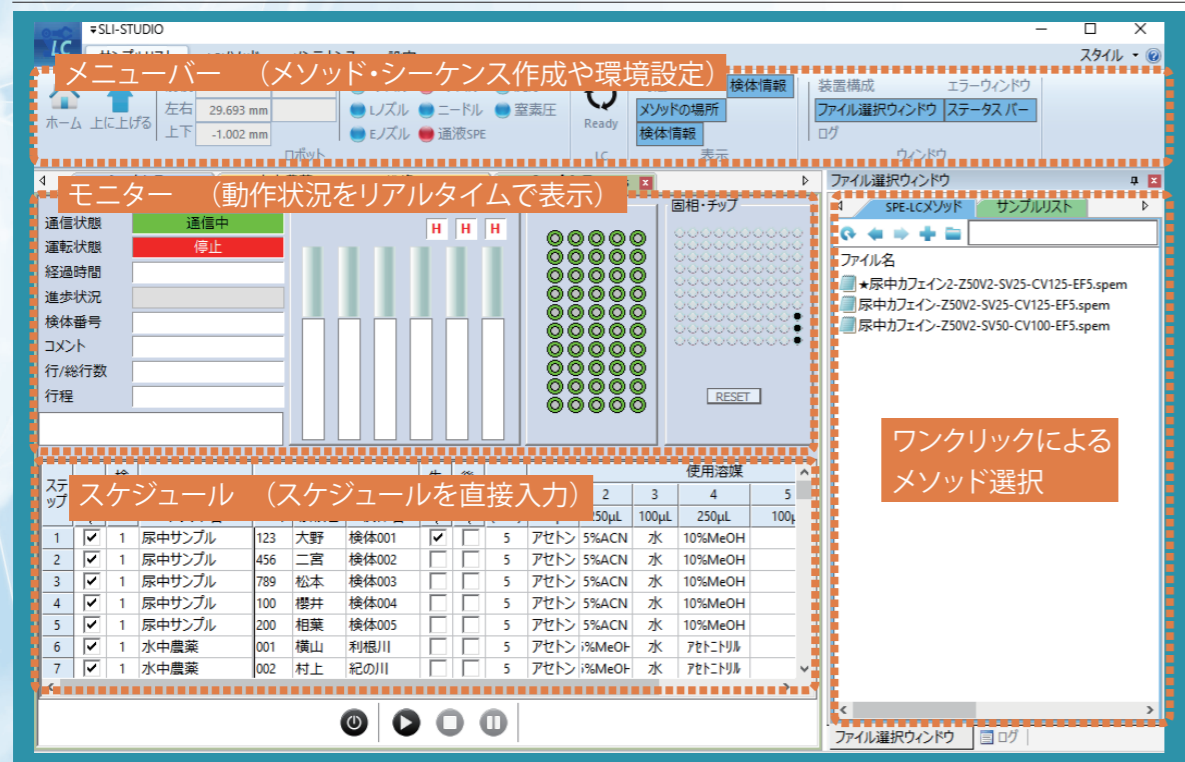 SLI-STUDIO
LC
スタイル
メニューバー　（メソッド・シーケンス作成や環境設定）
ホーム 上に上げる
左右 29.693 mm
上下 -1.002 mm
ロボット
Lノズル ニードル 窒素圧
Eノズル 通液SPE
Ready
LC
検体情報
メソッドの場所
検体情報
表示
装置構成 エラーウィンドウ
ファイル選択ウィンドウ ステータス バー
ログ
ウィンドウ
モニター　（動作状況をリアルタイムで表示）
通信状態 通信中
運転状態 停止
経過時間
進歩状況
検体番号
コメント
行/総行数
行程
H H H
固相・チップ
RESET
ファイル選択ウィンドウ
SPE-LCメソッド サンプルリスト
ファイル名
★尿中カフェイン2-Z50V2-SV25-CV125-EF5.spem
尿中カフェイン-Z50V2-SV25-CV125-EF5.spem
尿中カフェイン-Z50V2-SV50-CV100-EF5.spem
ワンクリックによる
メソッド選択
スケジュール　（スケジュールを直接入力）
ステップ
使用溶媒
2 3 4 5
250µL 100µL 250µL
1 1 尿中サンプル 123 大野 検体001 5 アセトン 5%ACN 水 10%MeOH
2 1 尿中サンプル 456 二宮 検体002 5 アセトン 5%ACN 水 10%MeOH
3 1 尿中サンプル 789 松本 検体003 5 アセトン 5%ACN 水 10%MeOH
4 1 尿中サンプル 100 櫻井 検体004 5 アセトン 5%ACN 水 10%MeOH
5 1 尿中サンプル 200 相葉 検体005 5 アセトン 5%ACN 水 10%MeOH
6 1 水中農薬 001 横山 利根川 5 アセトン %MeOH 水 アセトニトリル
7 1 水中農薬 002 村上 紀の川 5 アセトン %MeOH 水 アセトニトリル
ファイル選択ウィンドウ ログ